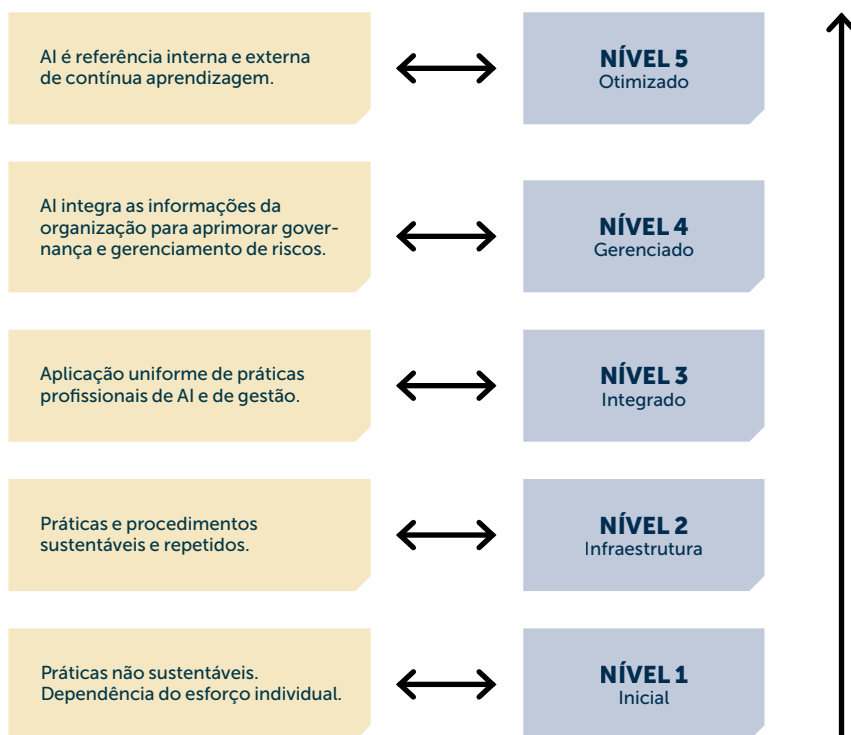 AI é referência interna e externa
de contínua aprendizagem.
NÍVEL 5
Otimizado
AI integra as informações da
organização para aprimorar gover-
nança e gerenciamento de riscos.
NÍVEL 4
Gerenciado
Aplicação uniforme de práticas
profissionais de AI e de gestão.
NÍVEL 3
Integrado
Práticas e procedimentos
sustentáveis e repetidos.
NÍVEL 2
Infraestrutura
Práticas não sustentáveis.
Dependência do esforço individual.
NÍVEL 1
Inicial